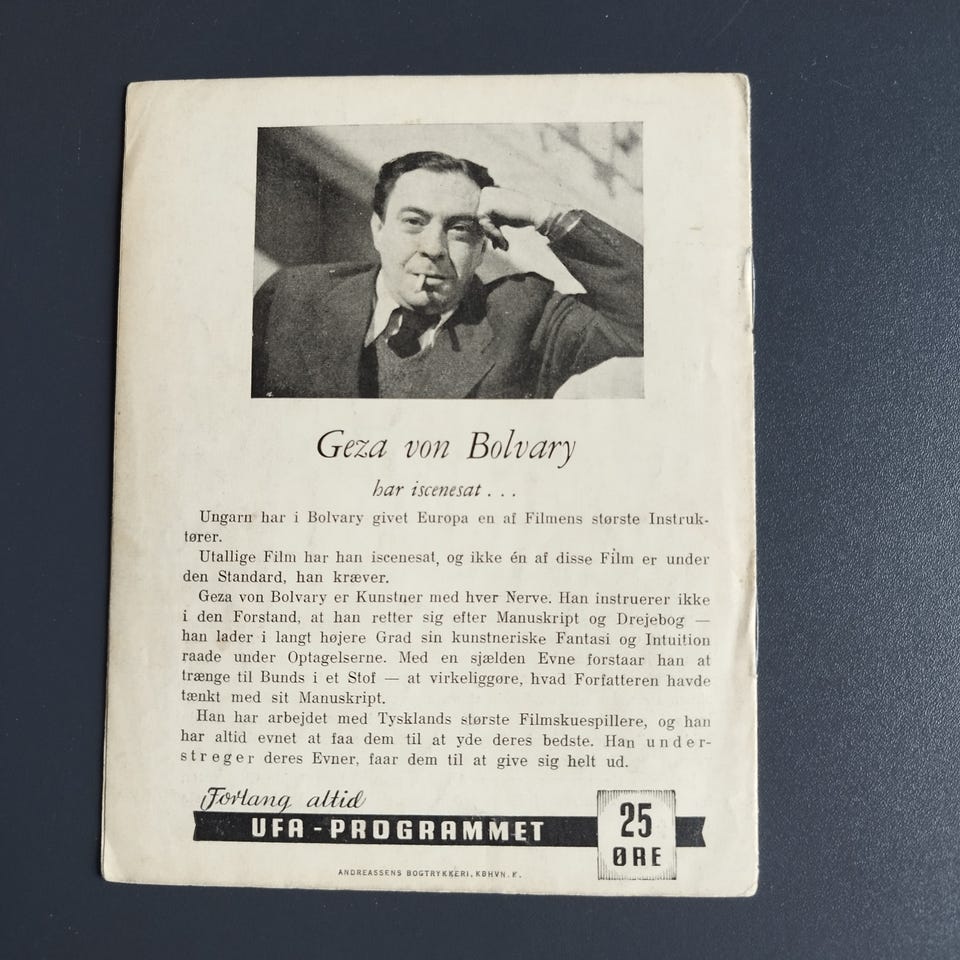 Geza von Bolvary
har iscenesat . . .
Ungarn har i Bolvary givet Europa en af Filmens største Instruk-
tører.
Utallige Film har han iscenesat, og ikke én af disse Film er under
den Standard, han kræver.
Geza von Bolvary er Kunstner med hver Nerve. Han instruerer ikke
i den Forstand, at han retter sig efter Manuskript og Drejebog —
han lader i langt højere Grad sin kunstneriske Fantasi og Intuition
raade under Optagelserne. Med en sjælden Evne forstaar han at
trænge til Bunds i et Stof — at virkeliggøre, hvad Forfatteren havde
tænkt med sit Manuskript.
Han har arbejdet med Tysklands største Filmskuespillere, og han
har altid evnet at faa dem til at yde deres bedste. Han under-
streger deres Evner, faar dem til at give sig helt ud.
Forlang altid
UFA-PROGRAMMET
25
ØRE
ANDREASSENS BOGTRYKKERI, KBHVN. K.